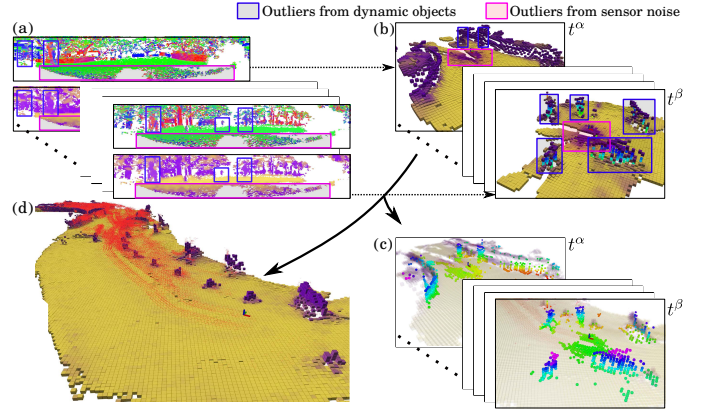 Outliers from dynamic objects Outliers from sensor noise
(a)
(b)
t^α
t^β
(d)
(c)
t^α
t^β